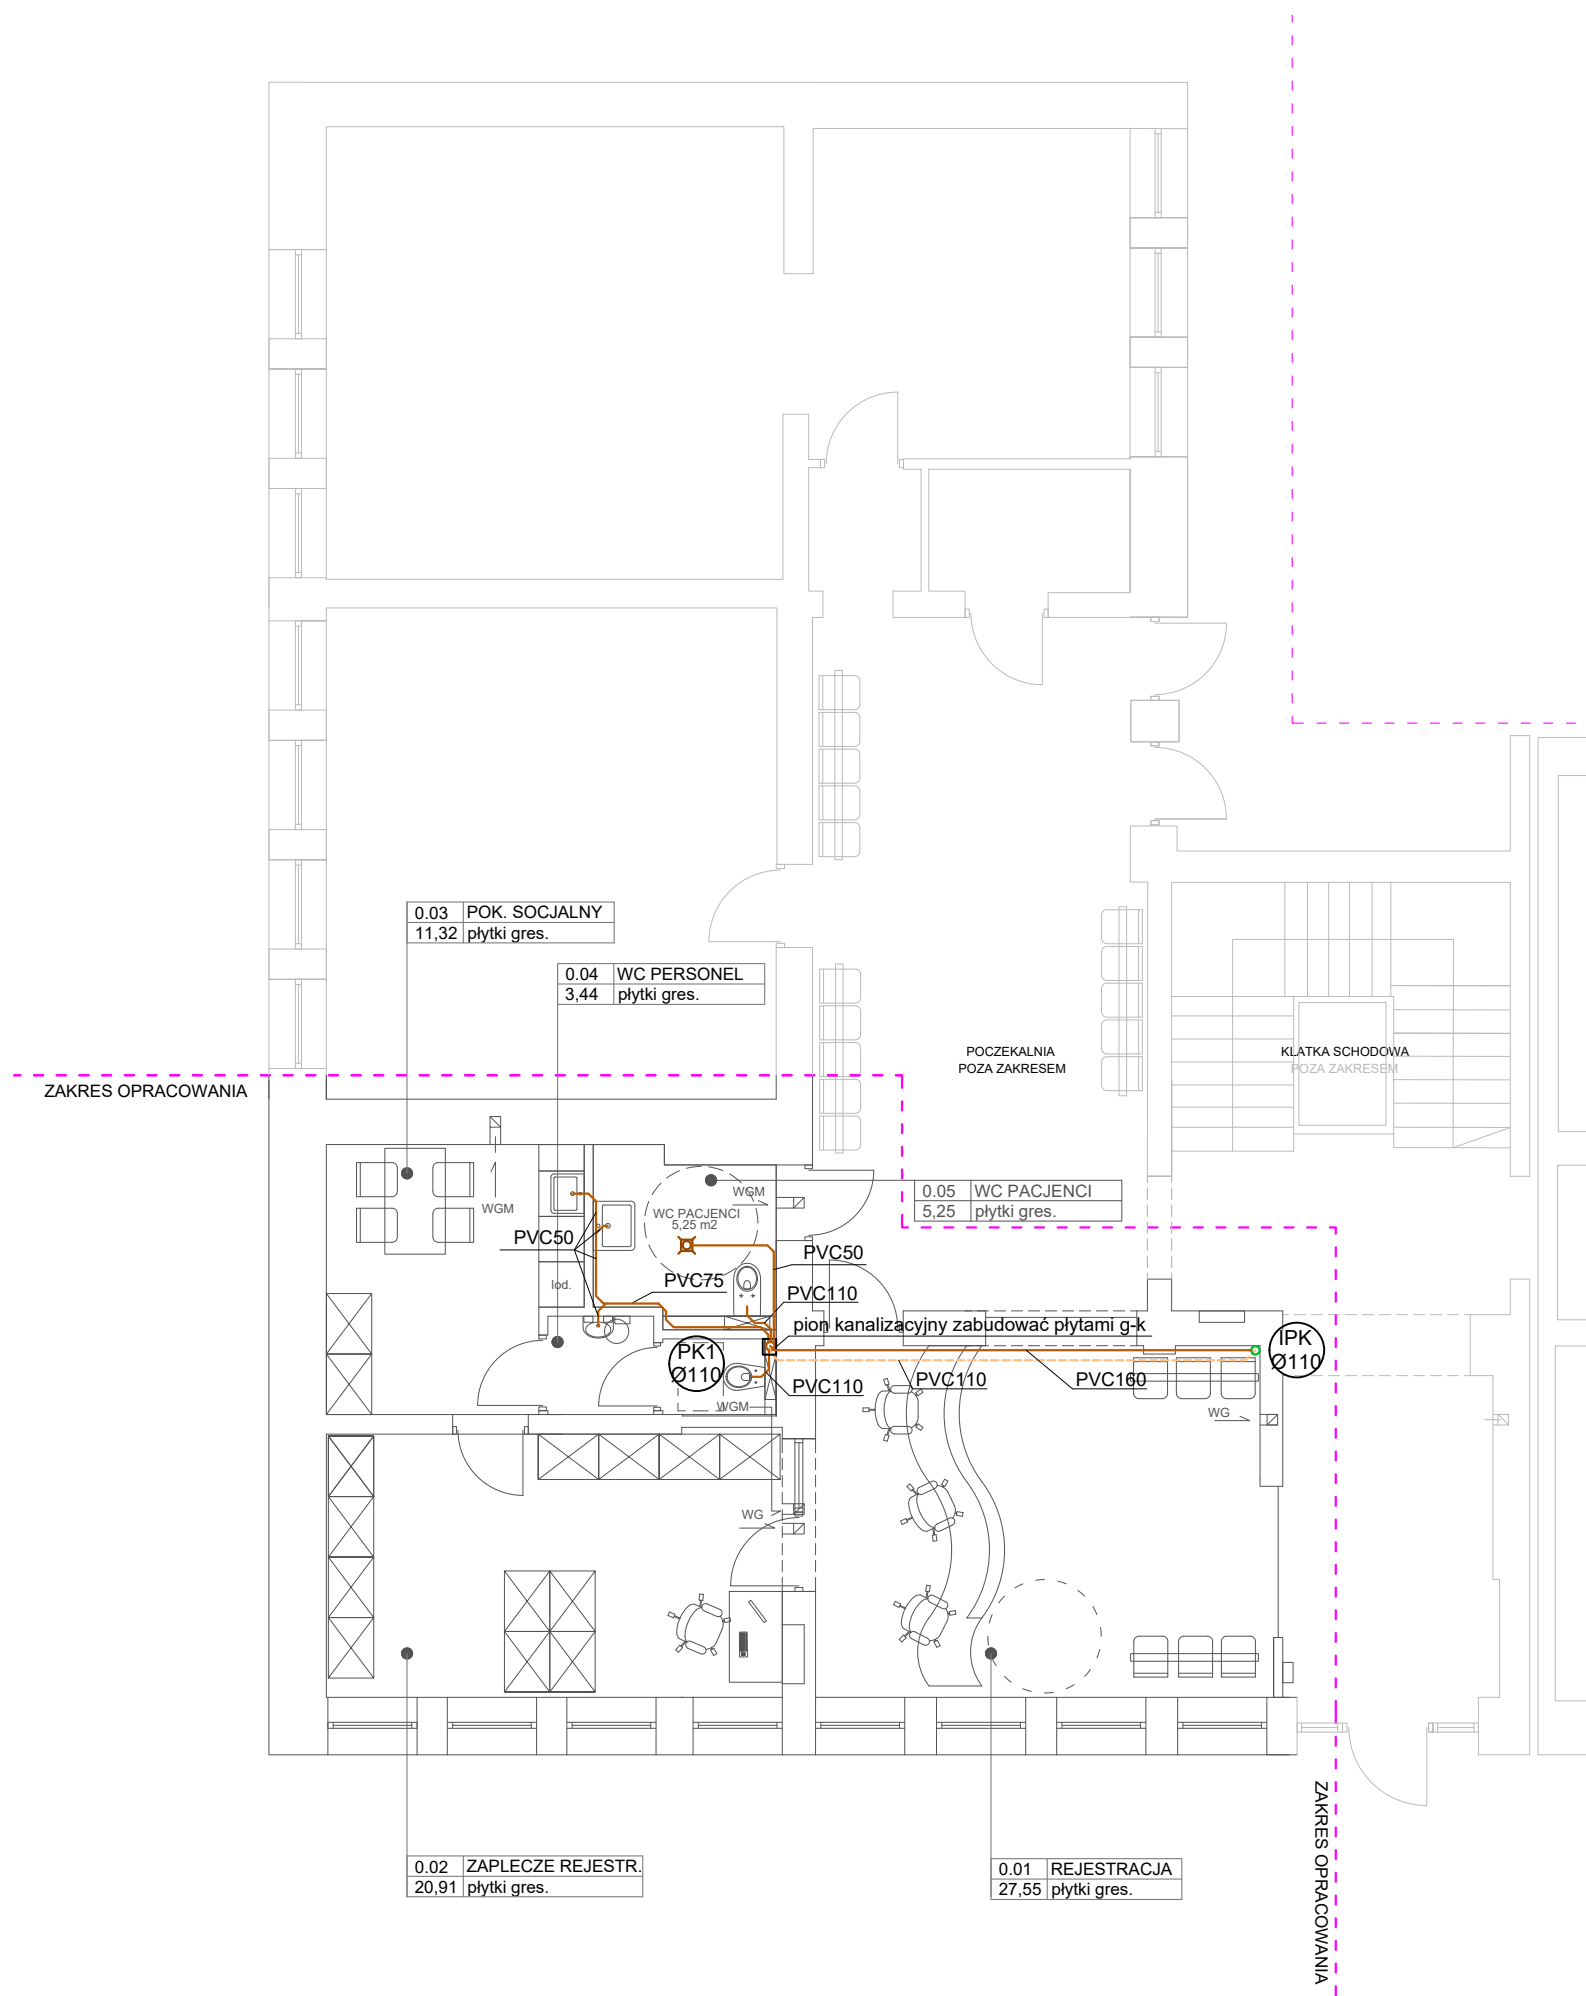 0.03 POK. SOCJALNY
11,32 płytki gres.
0.04 WC PERSONEL
3,44 płytki gres.
POCZEKALNIA
POZA ZAKRESEM
KLATKA SCHODOWA
POZA ZAKRESEM
ZAKRES OPRACOWANIA
WGM
WGM
WC PACJENCI
5,25 m2
0.05 WC PACJENCI
5,25 płytki gres.
PVC50
PVC50
lod.
PVC75
PVC110
pion kanalizacyjny zabudować płytami g-k
PK1
Ø110
IPK
Ø110
PVC110
PVC110
PVC160
WGM
WG
WG
ZAKRES OPRACOWANIA
0.02 ZAPLECZE REJESTR.
20,91 płytki gres.
0.01 REJESTRACJA
27,55 płytki gres.